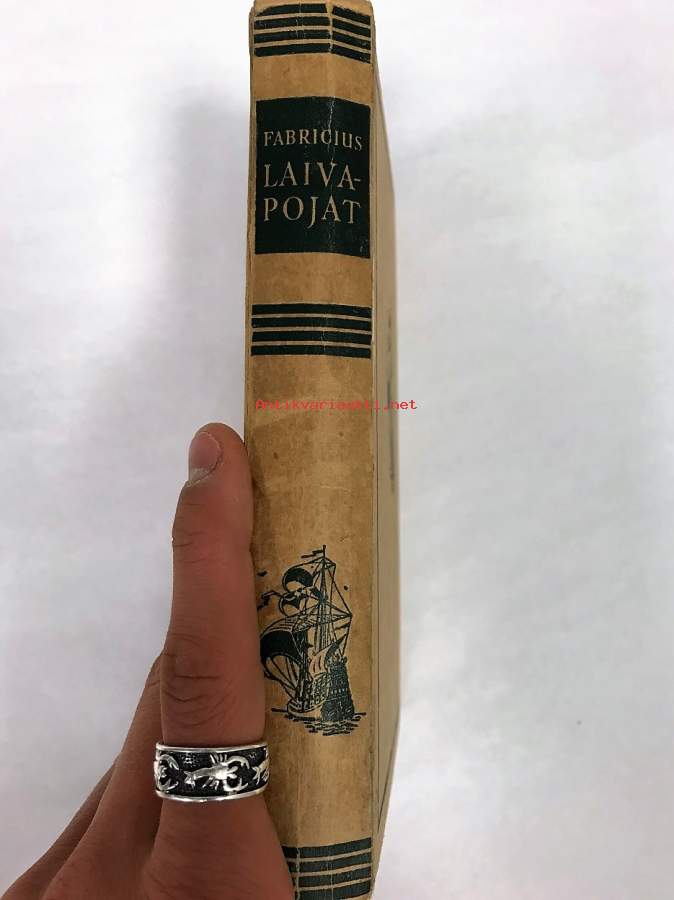 FABRICIUS
LAIVA-
POJAT
Antikvariaatti.net